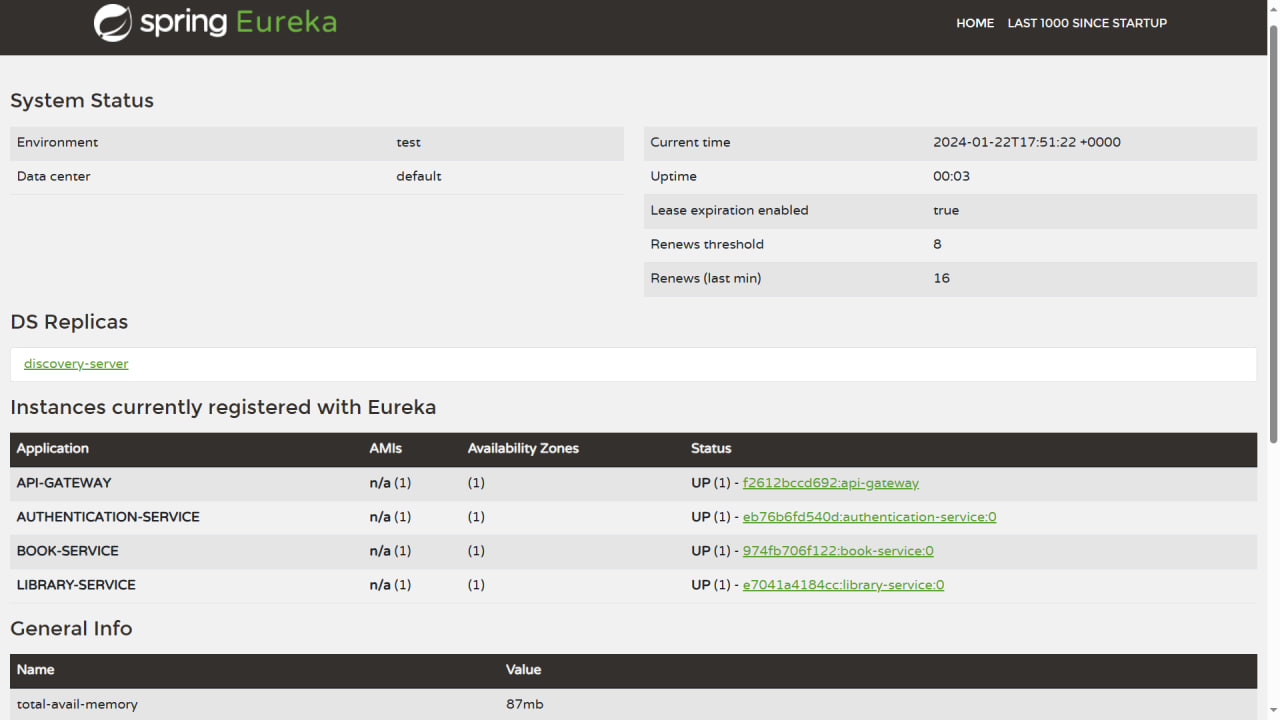 spring Eureka
HOME LAST 1000 SINCE STARTUP
System Status
Environment test
Data center default
Current time 2024-01-22T17:51:22 +0000
Uptime 00:03
Lease expiration enabled true
Renews threshold 8
Renews (last min) 16
DS Replicas
discovery-server
Instances currently registered with Eureka
Application AMIs Availability Zones Status
API-GATEWAY n/a (1) (1) UP (1) - f2612bccd692:api-gateway
AUTHENTICATION-SERVICE n/a (1) (1) UP (1) - eb76b6fd540d:authentication-service:0
BOOK-SERVICE n/a (1) (1) UP (1) - 974fb706f122:book-service:0
LIBRARY-SERVICE n/a (1) (1) UP (1) - e7041a4184cc:library-service:0
General Info
Name Value
total-avail-memory 87mb